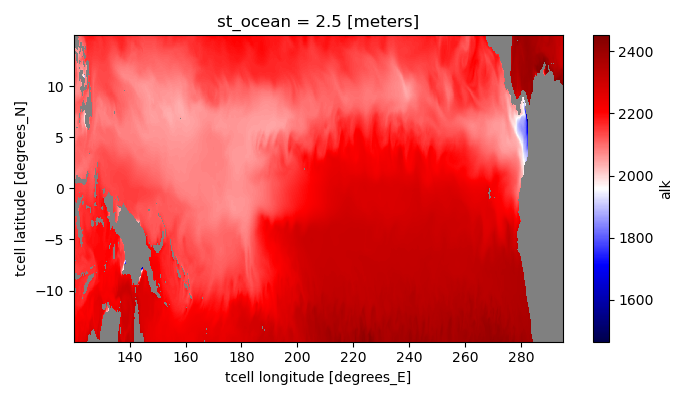 st_ocean = 2.5 [meters]
10
5
0
−5
−10
tcell latitude [degrees_N]
140 160 180 200 220 240 260 280
tcell longitude [degrees_E]
2400
2200
2000
1800
1600
alk